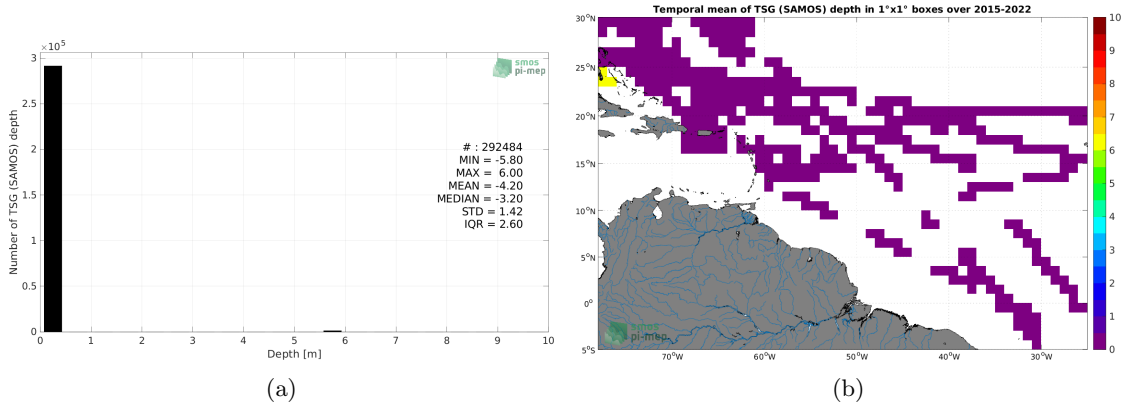 ×10⁵
3
2.5
2
1.5
1
0.5
0
Number of TSG (SAMOS) depth
smos
pi-mep
# : 292484
MIN = -5.80
MAX = 6.00
MEAN = -4.20
MEDIAN = -3.20
STD = 1.42
IQR = 2.60
0 1 2 3 4 5 6 7 8 9 10
Depth [m]
(a)
Temporal mean of TSG (SAMOS) depth in 1°x1° boxes over 2015-2022
30°N
25°N
20°N
15°N
10°N
5°N
0°
5°S
70°W 60°W 50°W 40°W 30°W
smos
pi-mep
10
9
8
7
6
5
4
3
2
1
0
(b)